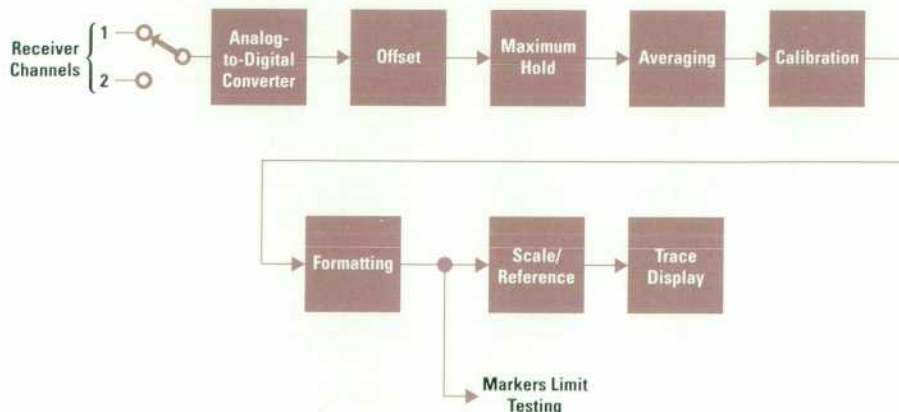 Receiver
Channels
1
2
Analog-
to-Digital
Converter
Offset
Maximum
Hold
Averaging
Calibration
Formatting
Scale/
Reference
Trace
Display
Markers Limit
Testing